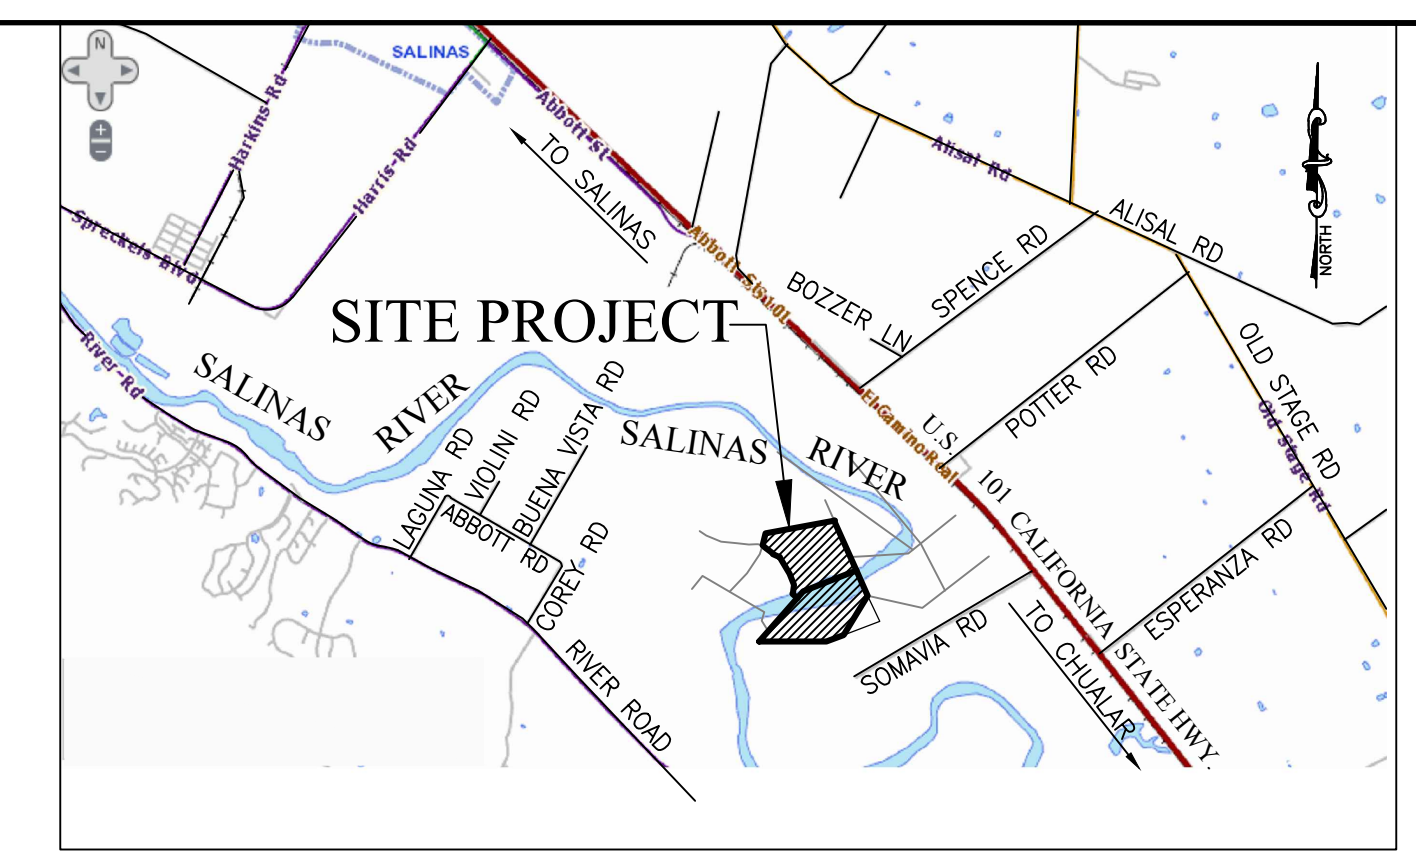 N
SALINAS
Harkins-Rd
Harris-Rd
Abbott-St
TO SALINAS
Alisal Rd
ALISAL RD
NORTH
Spreckels Blvd
Abbott-St
BOZZER LN
SPENCE RD
SITE PROJECT
River-Rd
SALINAS
RIVER
LAGUNA RD
VIOLINI RD
BUENA VISTA RD
ABBOTT RD
COREY RD
SALINAS
RIVER
El-Camino-Real
U.S.
101
CALIFORNIA
STATE HWY.
POTTER RD
OLD STAGE RD
Old Stage Rd
ESPERANZA RD
SOMAVIA RD
TO CHUALAR
RIVER ROAD